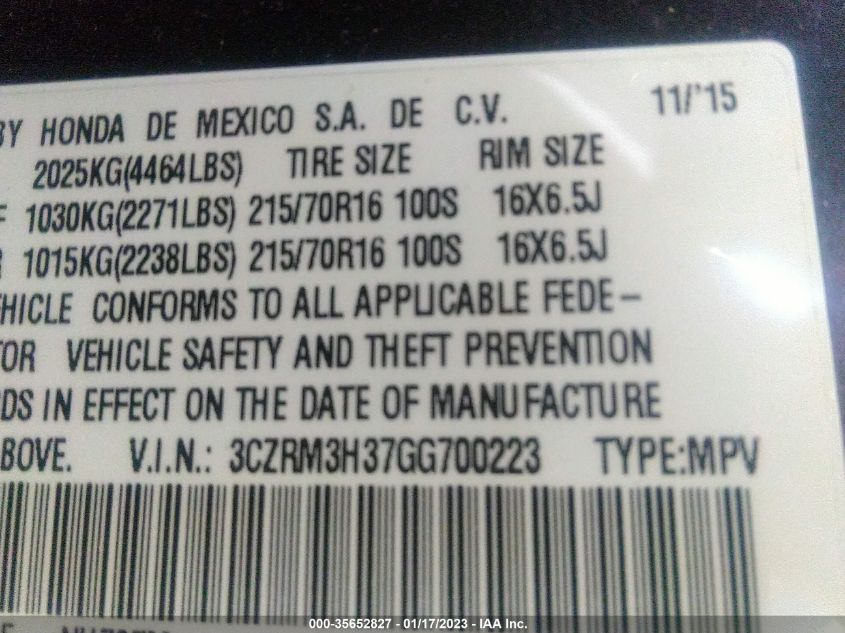 BY HONDA DE MEXICO S.A. DE C.V. 11/'15
2025KG(4464LBS) TIRE SIZE RIM SIZE
F 1030KG(2271LBS) 215/70R16 100S 16X6.5J
R 1015KG(2238LBS) 215/70R16 100S 16X6.5J
EHICLE CONFORMS TO ALL APPLICABLE FEDE-
TOR VEHICLE SAFETY AND THEFT PREVENTION
DS IN EFFECT ON THE DATE OF MANUFACTURE
BOVE. V.I.N.: 3CZRM3H37GG700223 TYPE:MPV
000-35652827 - 01/17/2023 - IAA Inc.